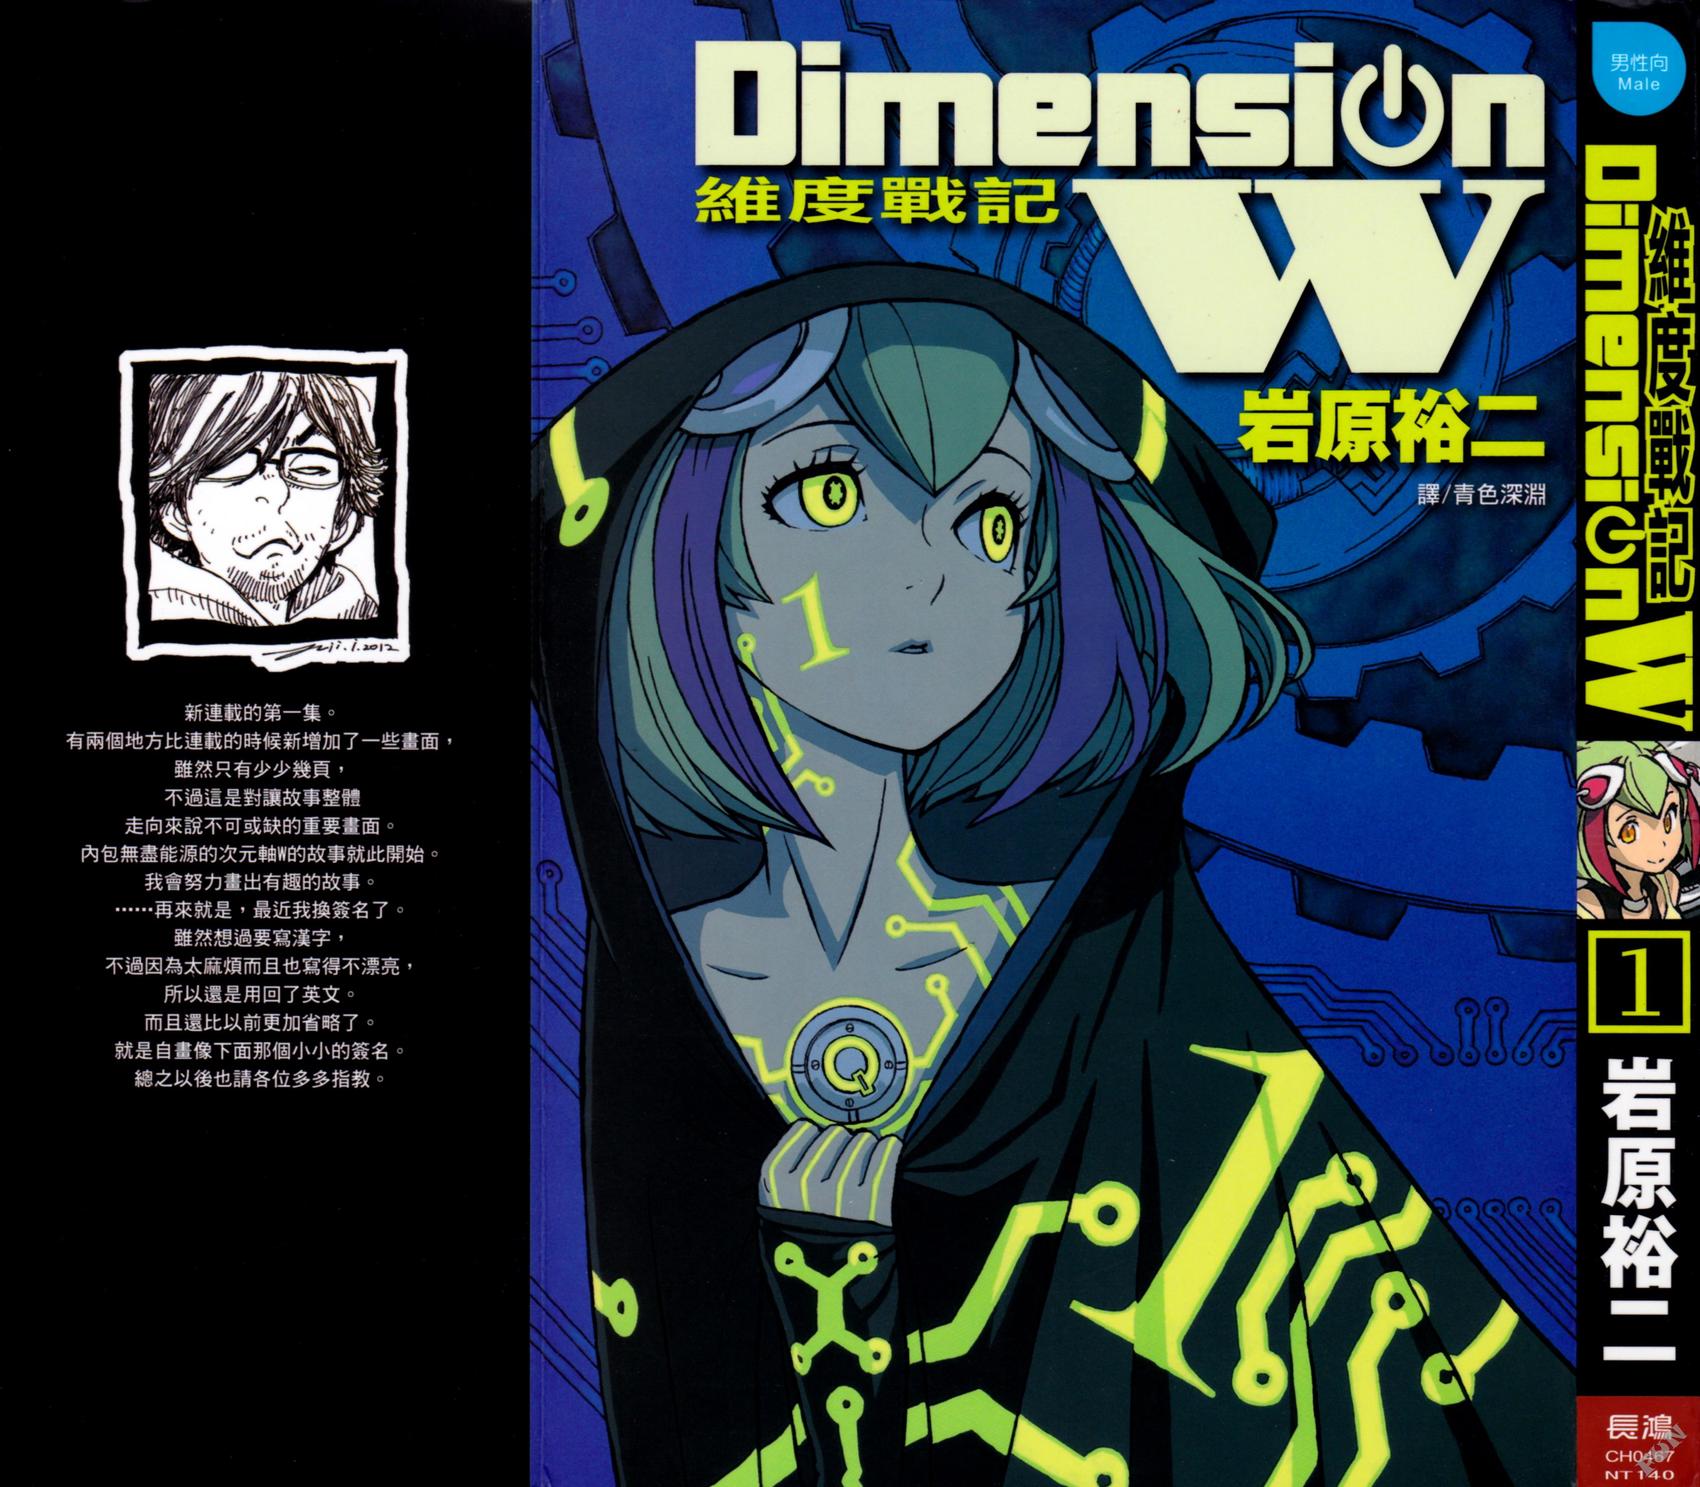 Dimension
W
維度戰記
岩原裕二
譯/青色深淵
1
1
新連載的第一集。
有兩個地方比連載的時候新增加了一些畫面，
雖然只有少少幾頁，
不過這是對讓故事整體
走向來說不可或缺的重要畫面。
內包無盡能源的次元軸W的故事就此開始。
我會努力畫出有趣的故事。
……再來就是，最近我換簽名了。
雖然想過要寫漢字，
不過因為太麻煩而且也寫得不漂亮，
所以還是用回了英文。
而且還比以前更加省略了。
就是自畫像下面那個小小的簽名。
總之以後也請各位多多指教。
男性向
Male
Dimension W
維度戰記
1
岩原裕二
長鴻
CH0467
NT140